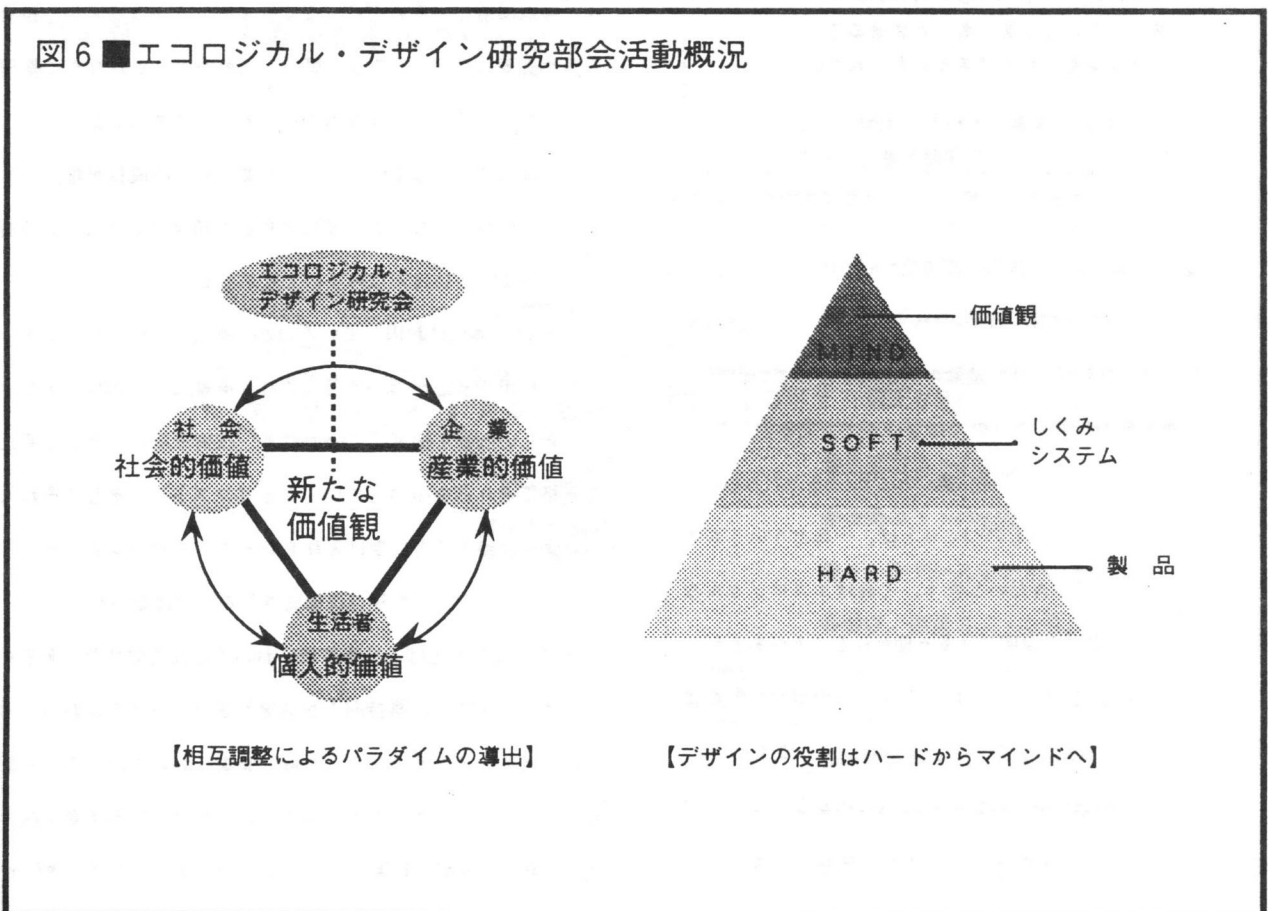 図6■エコロジカル・デザイン研究部会活動概況
エコロジカル・
デザイン研究会
社 会
社会的価値
企 業
産業的価値
新たな
価値観
生活者
個人的価値
【相互調整によるパラダイムの導出】
価値観
MIND
SOFT
しくみ
システム
HARD
製 品
【デザインの役割はハードからマインドへ】